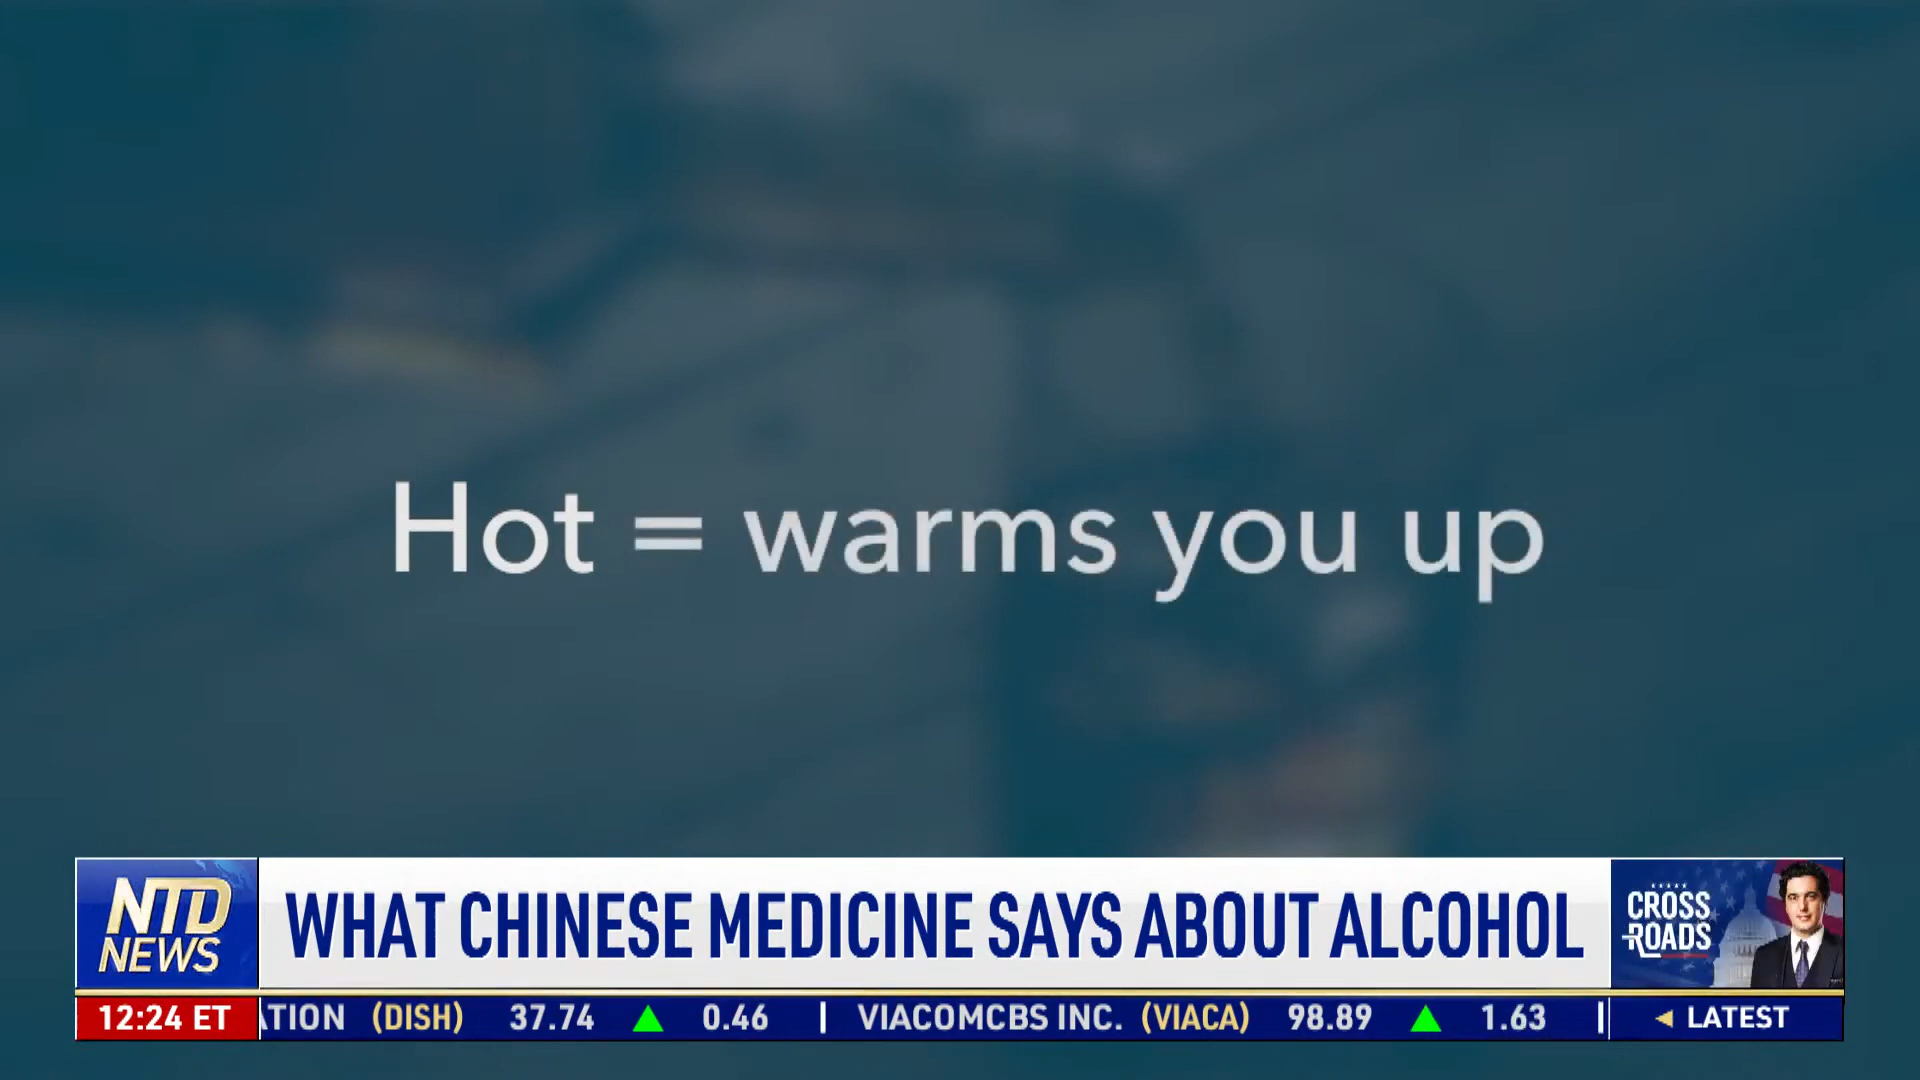 Hot = warms you up
NTD
NEWS
WHAT CHINESE MEDICINE SAYS ABOUT ALCOHOL
CROSS
ROADS
12:24 ET
ATION (DISH) 37.74 ▲ 0.46 | VIACOMCBS INC. (VIACA) 98.89 ▲ 1.63 |
◄ LATEST